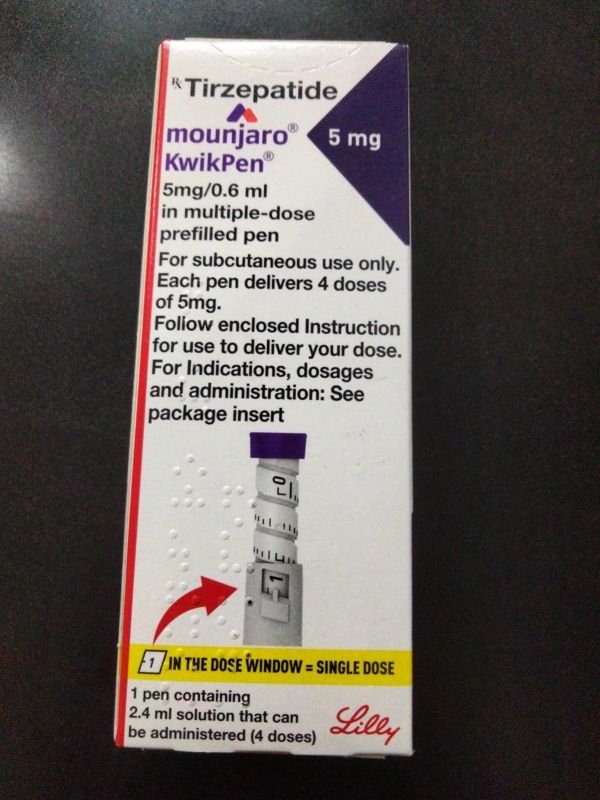 Rx Tirzepatide
mounjaro®
KwikPen®
5 mg
5mg/0.6 ml
in multiple-dose
prefilled pen
For subcutaneous use only.
Each pen delivers 4 doses
of 5mg.
Follow enclosed Instruction
for use to deliver your dose.
For Indications, dosages
and administration: See
package insert
0
1
1
1 IN THE DOSE WINDOW = SINGLE DOSE
1 pen containing
2.4 ml solution that can
be administered (4 doses)
Lilly